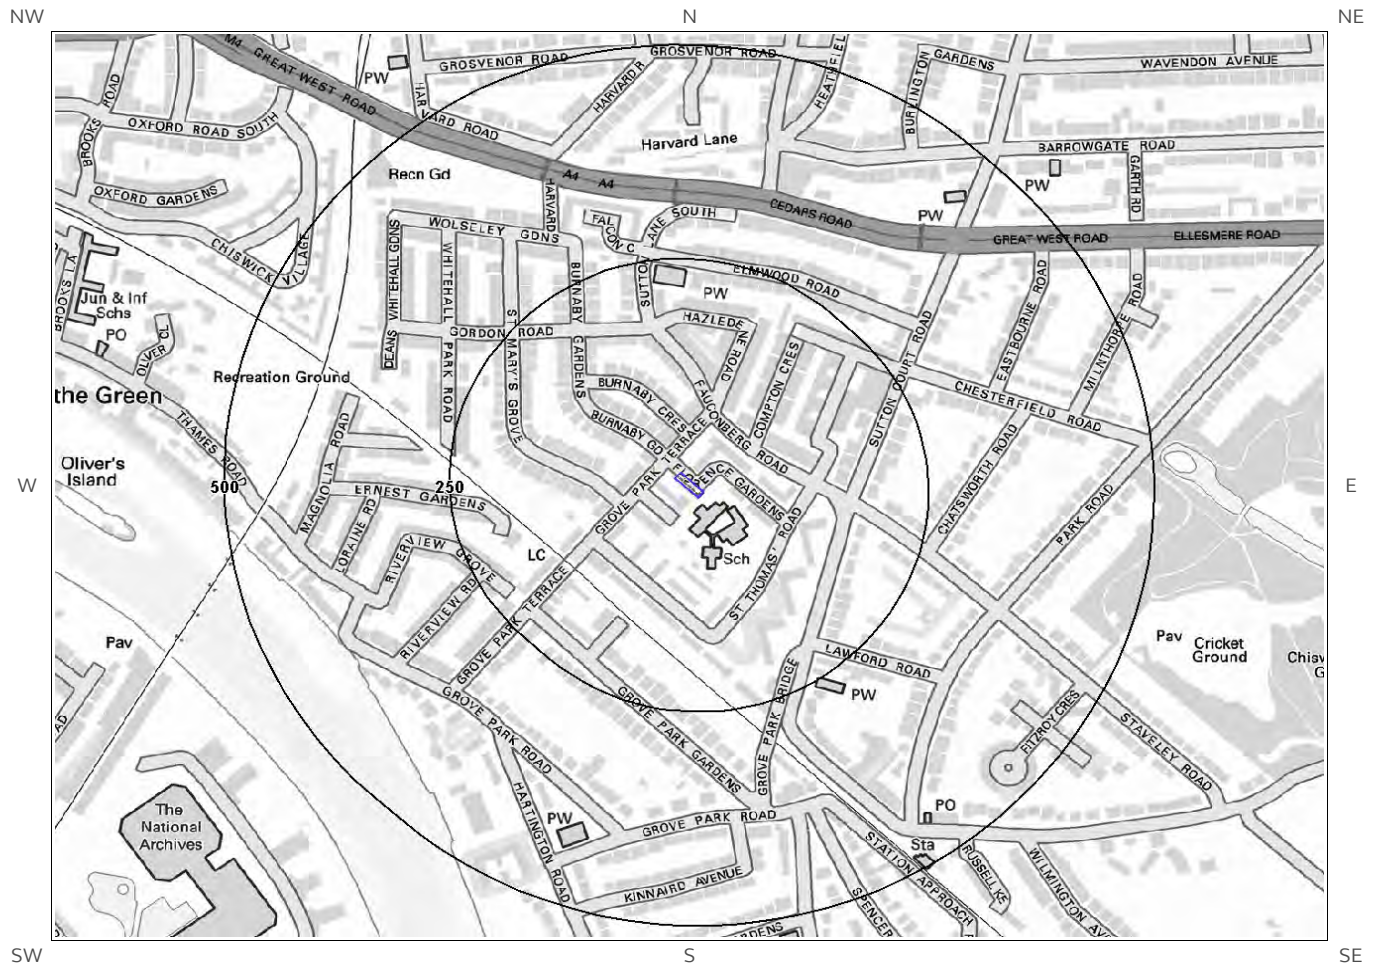 NW
N
NE
M4
GREAT WEST ROAD
PW
GROSVENOR ROAD
GROSVENOR ROAD
HARVARD R
GARDENS
WAVENDON AVENUE
BURLINGTON
BROOKS
ROAD
OXFORD ROAD SOUTH
HARVARD ROAD
Harvard Lane
BARROWGATE ROAD
PW
GARTH RD
Recn Gd
A4
A4
HARVARD
CEDARS ROAD
PW
GREAT WEST ROAD
ELLESMERE ROAD
OXFORD GARDENS
CHISWICK
VILLAGE
WOLSELEY GDNS
FALCON C
SUTTON
LANE SOUTH
ELMWOOD ROAD
PW
DEANS
WHITEHALL GDNS
WHITEHALL
PARK ROAD
ST MARY'S GROVE
BURNABY
GARDENS
GORDON ROAD
HAZLEDENE ROAD
Jun & Inf
Schs
PO
OLIVER CL
Recreation Ground
the Green
BURNABY CRES
BURNABY GD
FAUCONBERG ROAD
COMPTON CRES
SUTTON COURT ROAD
EASTBOURNE ROAD
MILNTHORPE ROAD
CHESTERFIELD ROAD
THAMES ROAD
MAGNOLIA ROAD
Oliver's
Island
W
500
250
ERNEST GARDENS
LORAINE RD
GROVE PARK TERRACE
FLORENCE GARDENS
CHATSWORTH ROAD
PARK ROAD
E
RIVERVIEW GROVE
LC
Sch
ST THOMAS' ROAD
RIVERVIEW RD
GROVE PARK TERRACE
Pav
LAWFORD ROAD
Pav
Cricket
Ground
PW
GROVE PARK ROAD
GROVE PARK GARDENS
GROVE PARK BRIDGE
FITZROY CRES
STAVELEY ROAD
The
National
Archives
HARTINGTON ROAD
PW
GROVE PARK ROAD
PO
Sta
KINNAIRD AVENUE
STATION APPROACH
SPENCER
RUSSELL KE
WILMINGTON AV
SW
S
SE